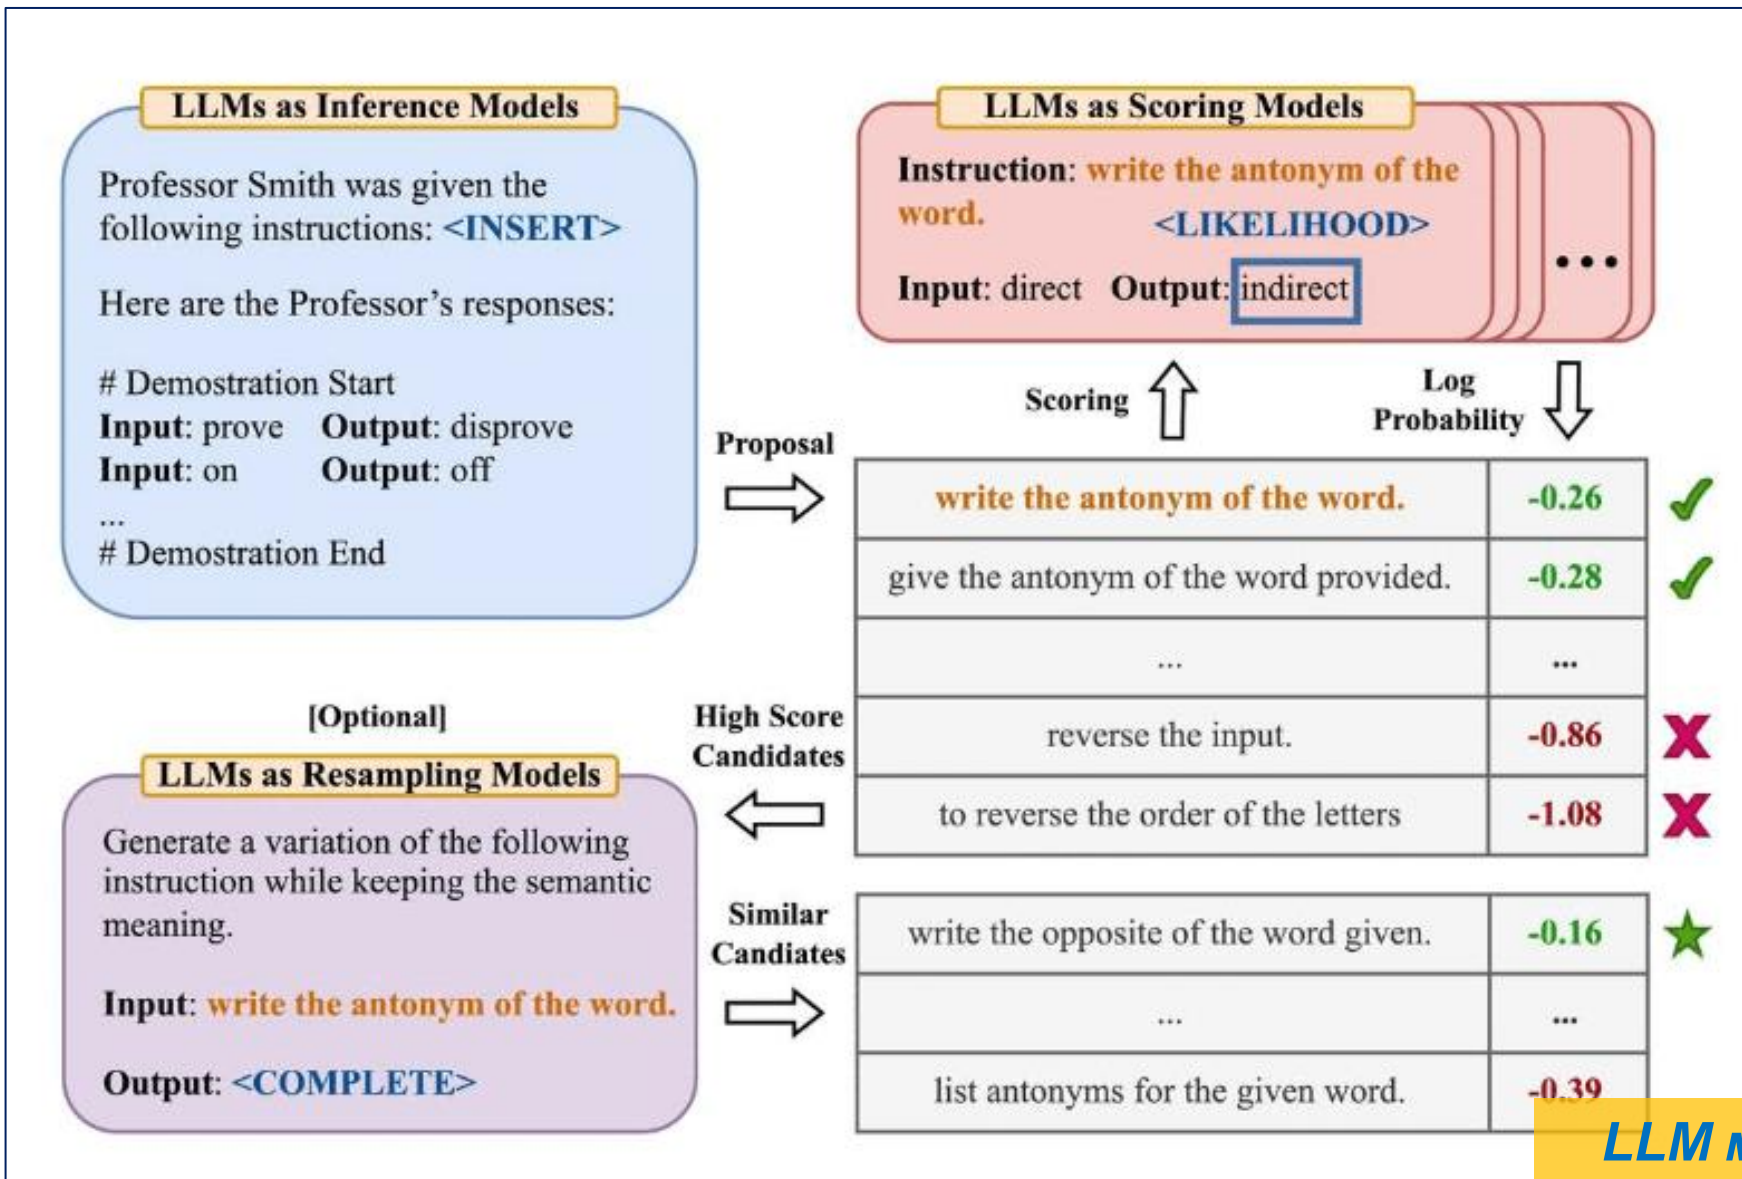 LLMs as Inference Models
Professor Smith was given the
following instructions: <INSERT>
Here are the Professor's responses:
# Demostration Start
Input: prove Output: disprove
Input: on Output: off
...
# Demostration End
LLMs as Scoring Models
Instruction: write the antonym of the
word.
<LIKELIHOOD>
Input: direct Output: indirect
...
Scoring
Log
Probability
Proposal
write the antonym of the word. -0.26
give the antonym of the word provided. -0.28
... ...
reverse the input. -0.86
to reverse the order of the letters -1.08
High Score
Candidates
[Optional]
LLMs as Resampling Models
Generate a variation of the following
instruction while keeping the semantic
meaning.
Input: write the antonym of the word.
Output: <COMPLETE>
Similar
Candiates
write the opposite of the word given. -0.16
... ...
list antonyms for the given word. -0.39
LLM